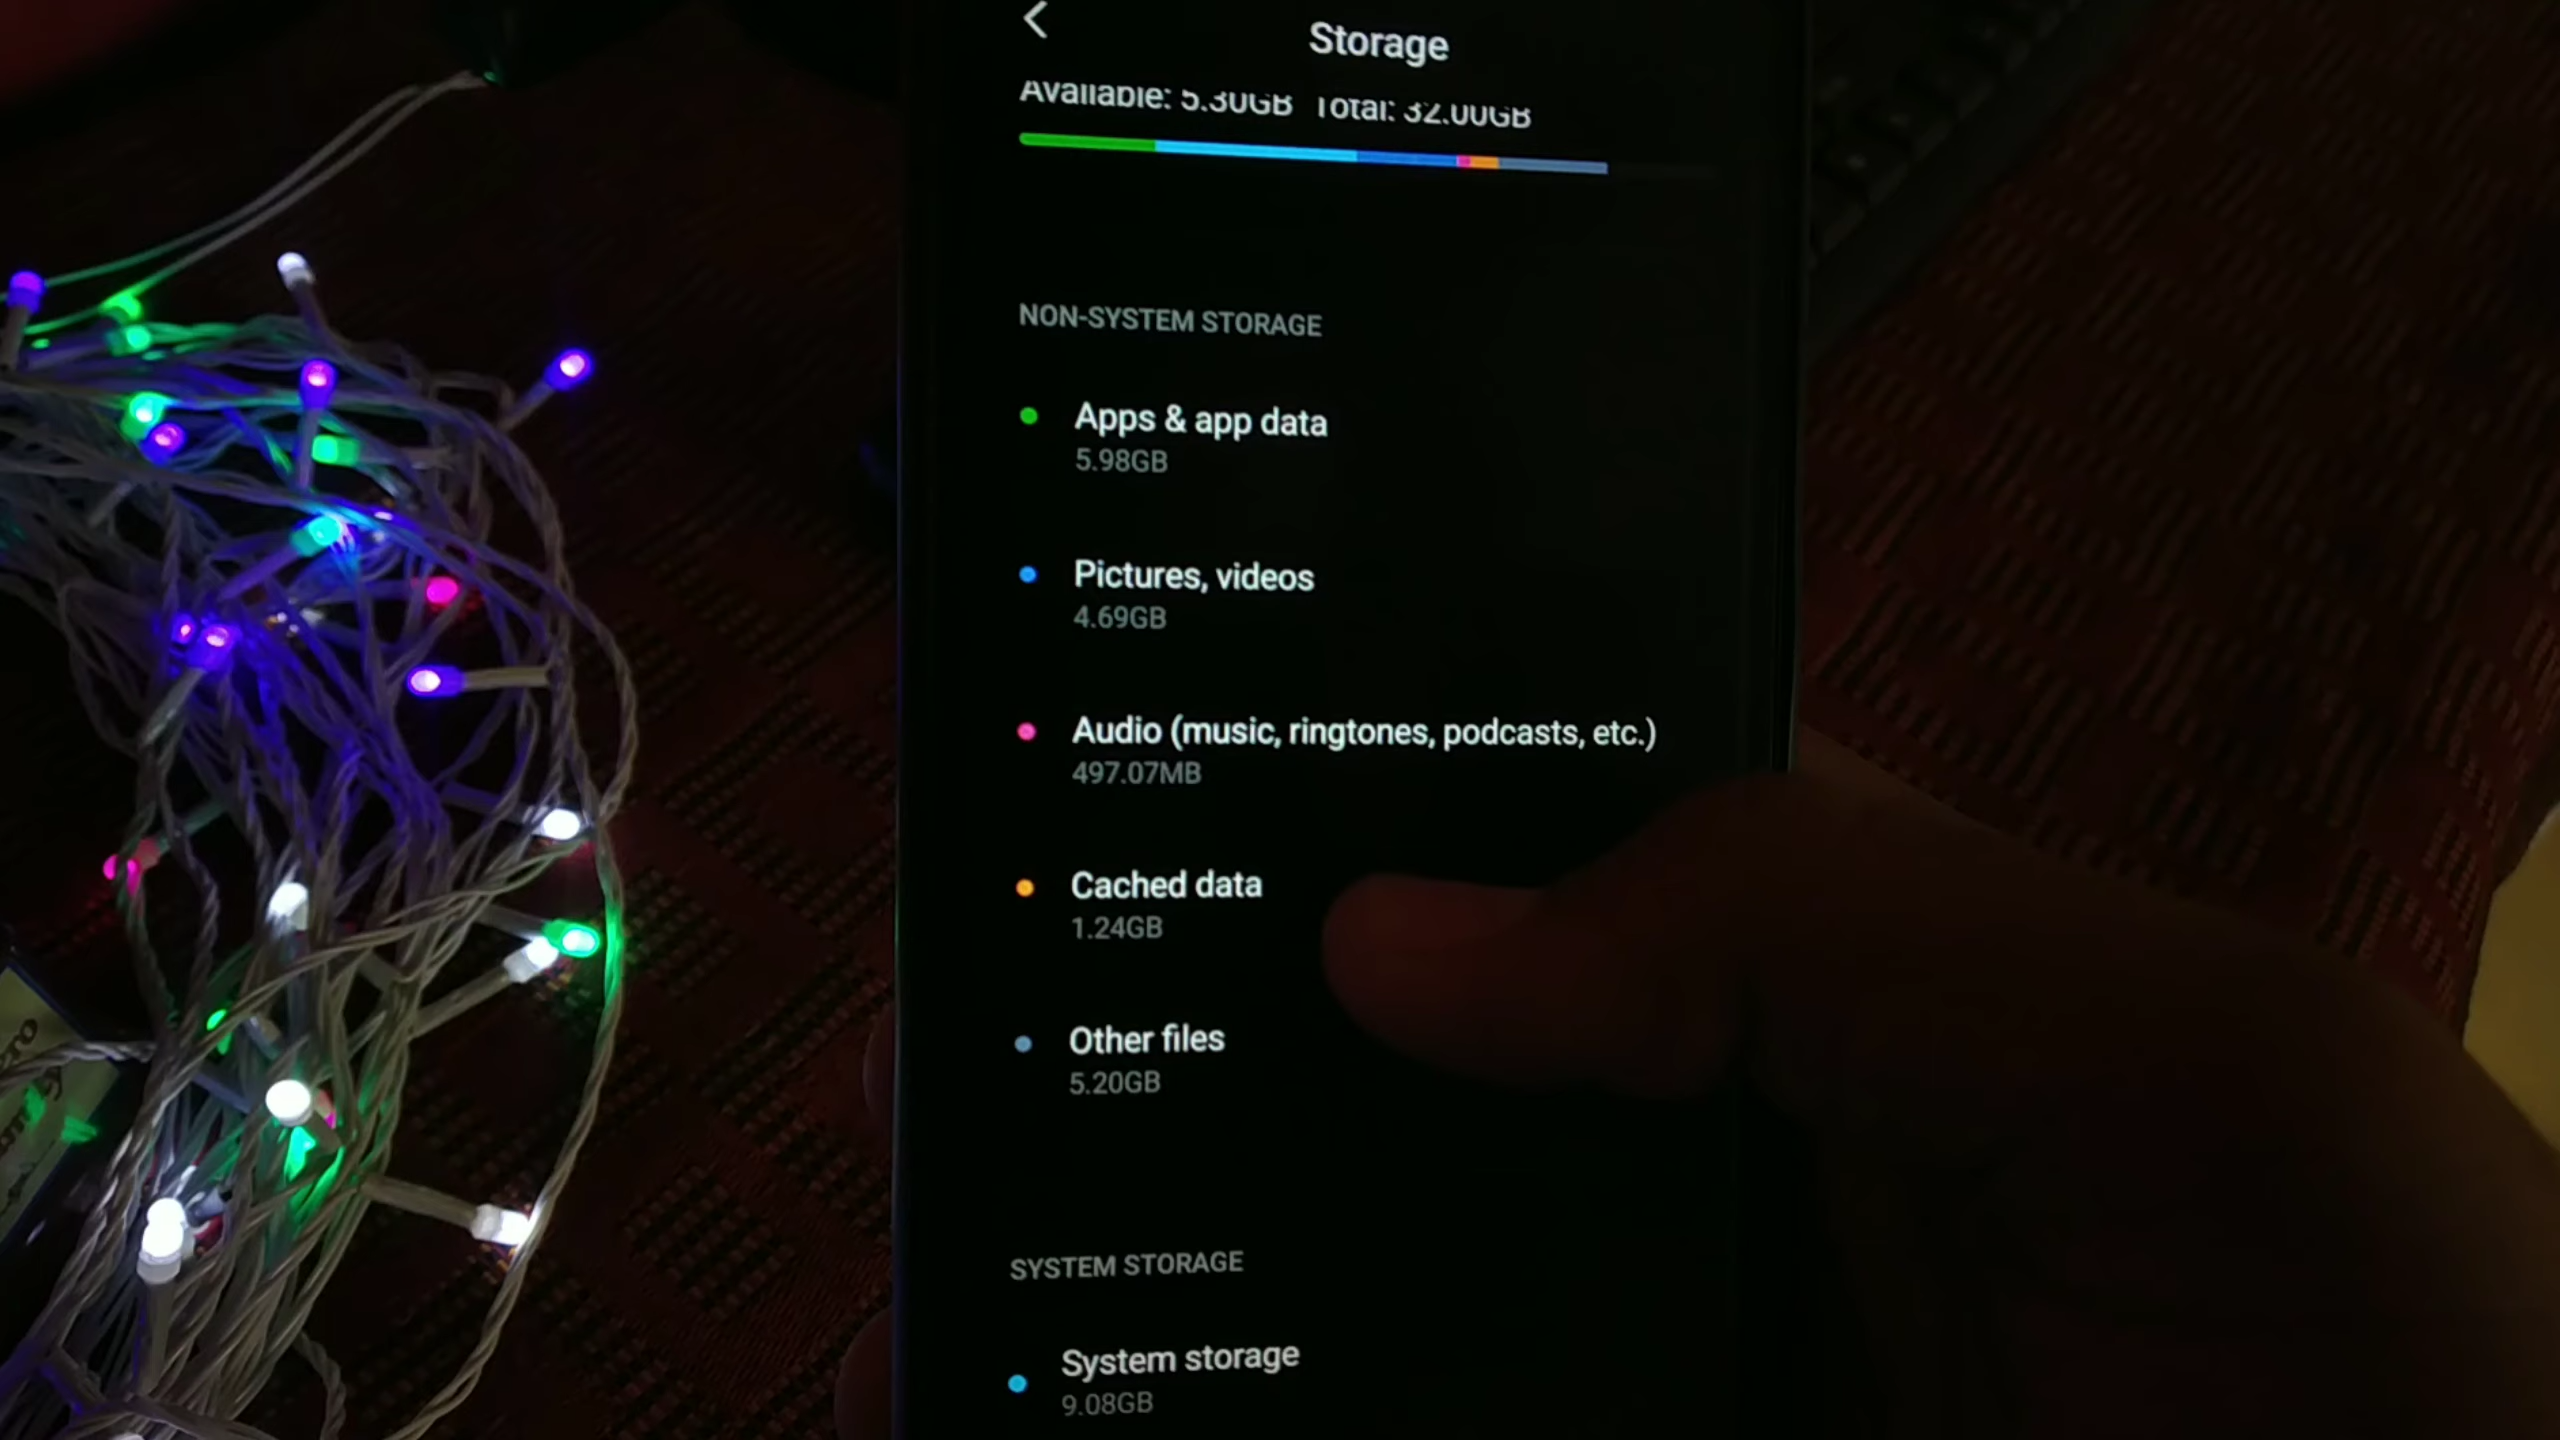 Storage
Available: 5.30GB Total: 32.00GB
NON-SYSTEM STORAGE
Apps & app data
5.98GB
Pictures, videos
4.69GB
Audio (music, ringtones, podcasts, etc.)
497.07MB
Cached data
1.24GB
Other files
5.20GB
SYSTEM STORAGE
System storage
9.08GB